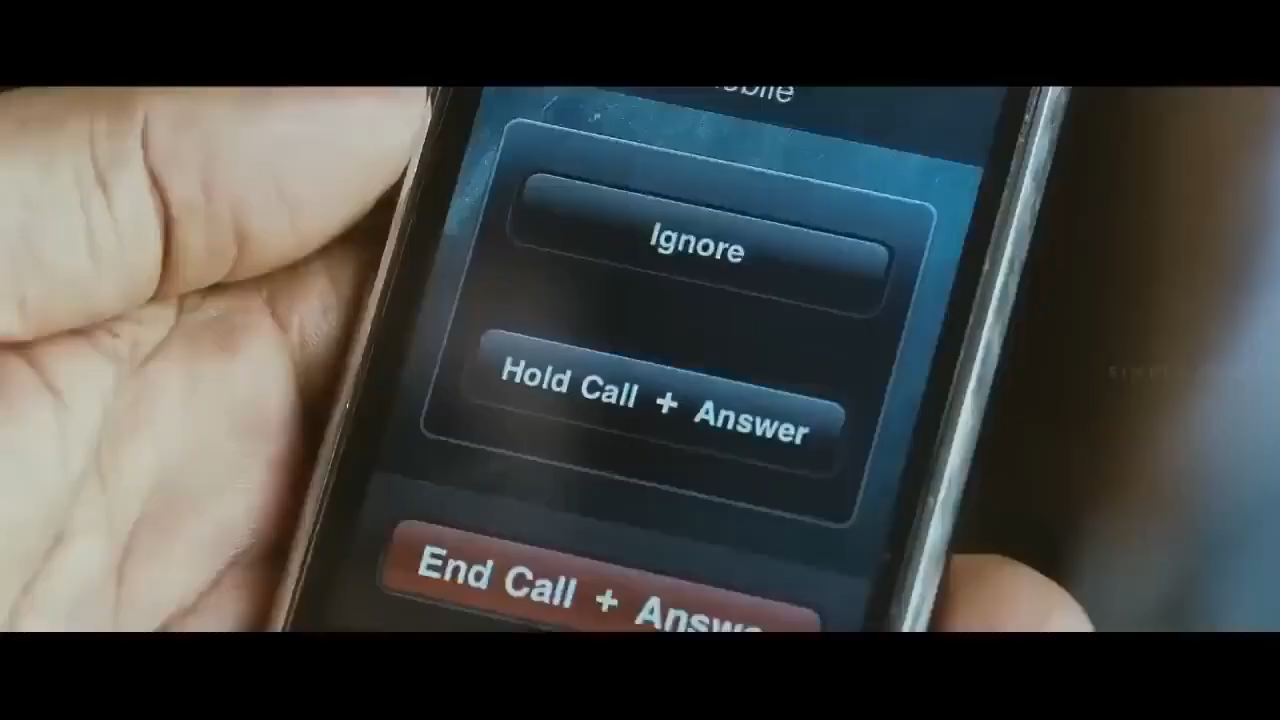 Ignore
Hold Call + Answer
End Call + Answ